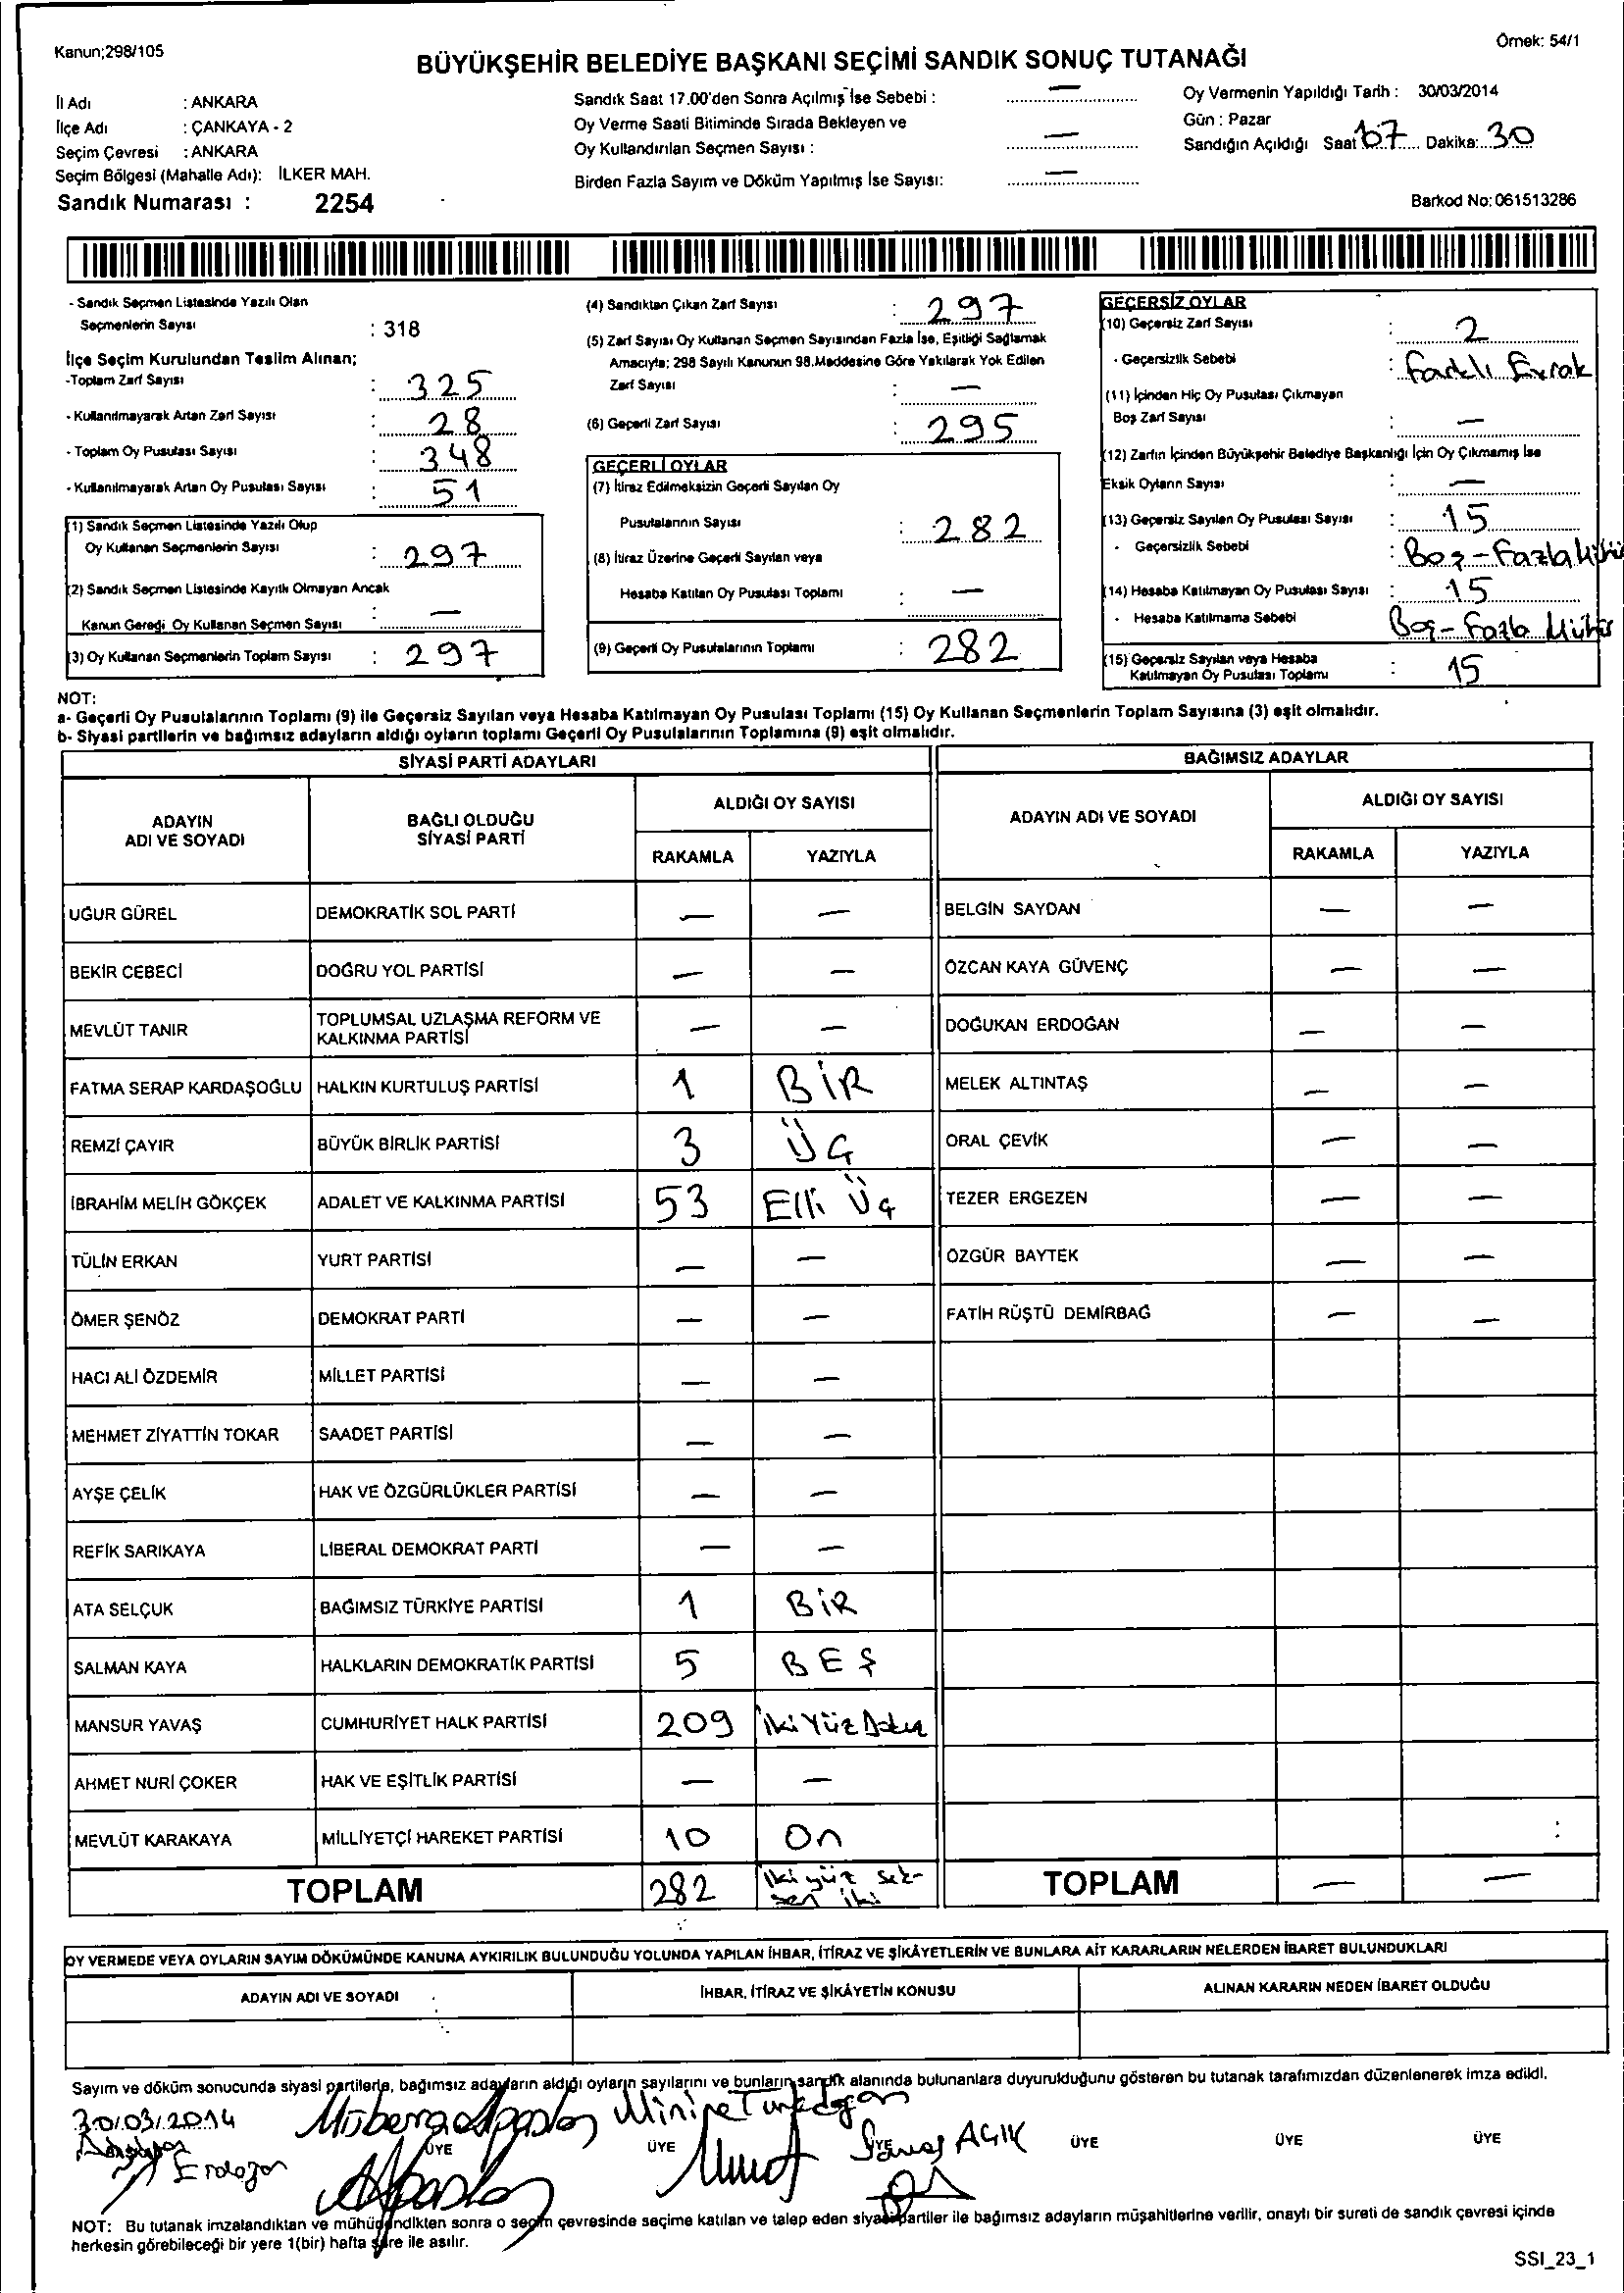 Kanun;298/105
Örnek: 54/1
BÜYÜKŞEHİR BELEDİYE BAŞKANI SEÇİMİ SANDIK SONUÇ TUTANAĞI
İl Adı : ANKARA
İlçe Adı : ÇANKAYA - 2
Seçim Çevresi : ANKARA
Seçim Bölgesi (Mahalle Adı): İLKER MAH.
Sandık Numarası : 2254
Sandık Saat 17.00'den Sonra Açılmış İse Sebebi : —
Oy Verme Saati Bitiminde Sırada Bekleyen ve
Oy Kullandırılan Seçmen Sayısı : —
Birden Fazla Sayım ve Döküm Yapılmış İse Sayısı: —
Oy Vermenin Yapıldığı Tarih : 30/03/2014
Gün : Pazar
Sandığın Açıldığı Saat Dakika: 30
Barkod No: 061513286
- Sandık Seçmen Listesinde Yazılı Olan
Seçmenlerin Sayısı : 318
İlçe Seçim Kurulundan Teslim Alınan;
-Toplam Zarf Sayısı : 325
- Kullanılmayarak Artan Zarf Sayısı : 28
- Toplam Oy Pusulası Sayısı : 348
- Kullanılmayarak Artan Oy Pusulası Sayısı : 51
(1) Sandık Seçmen Listesinde Yazılı Olup
Oy Kullanan Seçmenlerin Sayısı : 297
(2) Sandık Seçmen Listesinde Kayıtlı Olmayan Ancak
Kanun Gereği Oy Kullanan Seçmen Sayısı : —
(3) Oy Kullanan Seçmenlerin Toplam Sayısı : 297
(4) Sandıktan Çıkan Zarf Sayısı : 297
(5) Zarf Sayısı Oy Kullanan Seçmen Sayısından Fazla İse, Eşitliği Sağlamak
Amacıyla; 298 Sayılı Kanunun 98.Maddesine Göre Yakılarak Yok Edilen
Zarf Sayısı : —
(6) Geçerli Zarf Sayısı : 295
GEÇERLİ OYLAR
(7) İtiraz Edilmeksizin Geçerli Sayılan Oy
Pusulalarının Sayısı : 282
(8) İtiraz Üzerine Geçerli Sayılan veya
Hesaba Katılan Oy Pusulası Toplamı : —
(9) Geçerli Oy Pusulalarının Toplamı : 282
GEÇERSİZ OYLAR
(10) Geçersiz Zarf Sayısı : 2
- Geçersizlik Sebebi : Farklı Evrak
(11) İçinden Hiç Oy Pusulası Çıkmayan
Boş Zarf Sayısı : —
(12) Zarfın İçinden Büyükşehir Belediye Başkanlığı İçin Oy Çıkmamış İse
Eksik Oyların Sayısı : —
(13) Geçersiz Sayılan Oy Pusulası Sayısı : 15
- Geçersizlik Sebebi : Boş - Fazla
(14) Hesaba Katılmayan Oy Pusulası Sayısı : 15
- Hesaba Katılmama Sebebi Boş - Fazla Mühür
(15) Geçersiz Sayılan veya Hesaba
Katılmayan Oy Pusulası Toplamı : 15
NOT:
a- Geçerli Oy Pusulalarının Toplamı (9) ile Geçersiz Sayılan veya Hesaba Katılmayan Oy Pusulası Toplamı (15) Oy Kullanan Seçmenlerin Toplam Sayısına (3) eşit olmalıdır.
b- Siyasi partilerin ve bağımsız adayların aldığı oyların toplamı Geçerli Oy Pusulalarının Toplamına (9) eşit olmalıdır.
SİYASİ PARTİ ADAYLARI
ADAYIN ADI VE SOYADI BAĞLI OLDUĞU SİYASİ PARTİ ALDIĞI OY SAYISI
RAKAMLA YAZIYLA
UĞUR GÜREL DEMOKRATİK SOL PARTİ — —
BEKİR CEBECİ DOĞRU YOL PARTİSİ — —
MEVLÜT TANIR TOPLUMSAL UZLAŞMA REFORM VE KALKINMA PARTİSİ — —
FATMA SERAP KARDAŞOĞLU HALKIN KURTULUŞ PARTİSİ 1 BİR
REMZİ ÇAYIR BÜYÜK BİRLİK PARTİSİ 3 ÜÇ
İBRAHİM MELİH GÖKÇEK ADALET VE KALKINMA PARTİSİ 53 Elli Üç
TÜLİN ERKAN YURT PARTİSİ — —
ÖMER ŞENÖZ DEMOKRAT PARTİ — —
HACI ALİ ÖZDEMİR MİLLET PARTİSİ — —
MEHMET ZİYATTİN TOKAR SAADET PARTİSİ — —
AYŞE ÇELİK HAK VE ÖZGÜRLÜKLER PARTİSİ — —
REFİK SARIKAYA LİBERAL DEMOKRAT PARTİ — —
ATA SELÇUK BAĞIMSIZ TÜRKİYE PARTİSİ 1 BİR
SALMAN KAYA HALKLARIN DEMOKRATİK PARTİSİ 5 BEŞ
MANSUR YAVAŞ CUMHURİYET HALK PARTİSİ 209 İkiYüz Dokuz
AHMET NURİ ÇOKER HAK VE EŞİTLİK PARTİSİ — —
MEVLÜT KARAKAYA MİLLİYETÇİ HAREKET PARTİSİ 10 On
TOPLAM 282 İkiyüz sek-
sen iki
BAĞIMSIZ ADAYLAR
ADAYIN ADI VE SOYADI ALDIĞI OY SAYISI
RAKAMLA YAZIYLA
BELGİN SAYDAN — —
ÖZCAN KAYA GÜVENÇ — —
DOĞUKAN ERDOĞAN — —
MELEK ALTINTAŞ — —
ORAL ÇEVİK — —
TEZER ERGEZEN — —
ÖZGÜR BAYTEK — —
FATİH RÜŞTÜ DEMİRBAĞ — —
TOPLAM — —
OY VERMEDE VEYA OYLARIN SAYIM DÖKÜMÜNDE KANUNA AYKIRILIK BULUNDUĞU YOLUNDA YAPILAN İHBAR, İTİRAZ VE ŞİKÂYETLERİN VE BUNLARA AİT KARARLARIN NELERDEN İBARET BULUNDUKLARI
ADAYIN ADI VE SOYADI İHBAR, İTİRAZ VE ŞİKÂYETİN KONUSU ALINAN KARARIN NEDEN İBARET OLDUĞU
Sayım ve döküm sonucunda siyasi partilerle, bağımsız adayların aldığı oyların sayılarını ve bunların sandık alanında bulunanlara duyurulduğunu gösteren bu tutanak tarafımızdan düzenlenerek imza edildi.
30/03/2014
Erdoğan
Savaş AÇIK
ÜYE ÜYE ÜYE ÜYE ÜYE ÜYE
NOT: Bu tutanak imzalandıktan ve mühürlendikten sonra o seçim çevresinde seçime katılan ve talep eden siyasi partiler ile bağımsız adayların müşahitlerine verilir, onaylı bir sureti de sandık çevresi içinde
herkesin görebileceği bir yere 1(bir) hafta süre ile asılır.
SSI_23_1